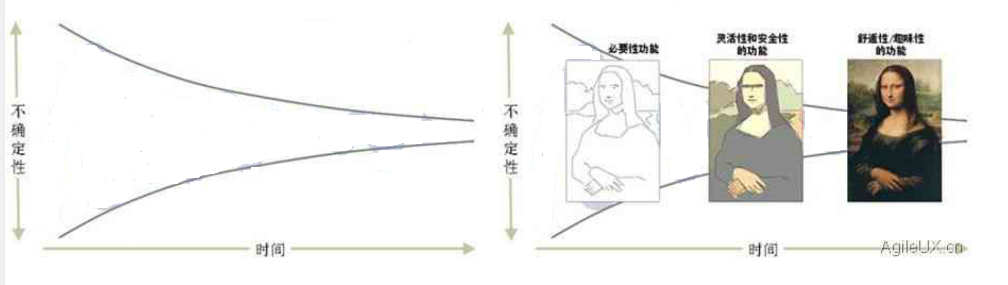 不确定性
时间
必要性功能
灵活性和安全性
的功能
舒适性/趣味性
的功能
不确定性
时间
AgileUX.cn